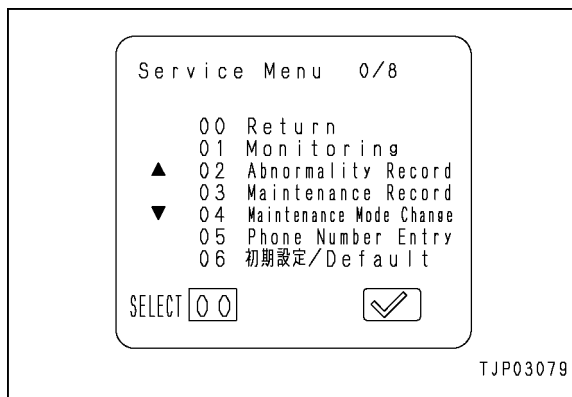 Service Menu 0/8
00 Return
01 Monitoring
▲ 02 Abnormality Record
03 Maintenance Record
▼ 04 Maintenance Mode Change
05 Phone Number Entry
06 初期設定/Default
SELECT 00
TJP03079